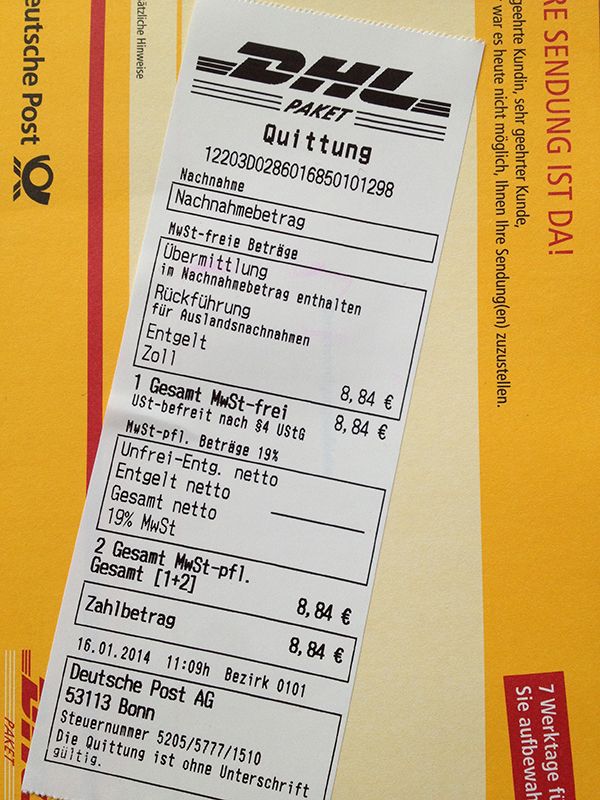 DHL
PAKET
Quittung
12203D0286016850101298
Nachnahme
Nachnahmebetrag
MwSt-freie Beträge
Übermittlung
im Nachnahmebetrag enthalten
Rückführung
für Auslandsnachnahmen
Entgelt
Zoll 8,84 €
1 Gesamt MwSt-frei 8,84 €
USt-befreit nach §4 UStG
MwSt-pfl. Beträge 19%
Unfrei-Entg. netto
Entgelt netto
Gesamt netto
19% MwSt
2 Gesamt MwSt-pfl.
Gesamt [1+2] 8,84 €
Zahlbetrag 8,84 €
16.01.2014 11:09h Bezirk 0101
Deutsche Post AG
53113 Bonn
Steuernummer 5205/5777/1510
Die Quittung ist ohne Unterschrift
gültig.
eutsche Post
ätzliche Hinweise
RE SENDUNG IST DA!
geehrte Kundin, sehr geehrter Kunde,
war es heute nicht möglich, Ihnen Ihre Sendung(en) zuzustellen.
7 Werktage fü
Sie aufbewah
DHL
PAKET